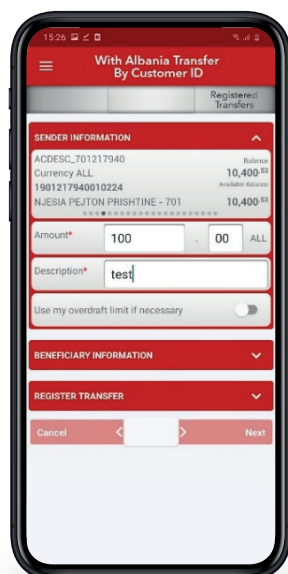 15:26
With Albania Transfer
By Customer ID
Registered
Transfers
SENDER INFORMATION
ACDESC_701217940
Balance
Currency ALL
10,400.53
1901217940010224
Available Balance
NJESIA PEJTON PRISHTINE - 701
10,400.53
Amount*
100
.
00
ALL
Description*
test
Use my overdraft limit if necessary
BENEFICIARY INFORMATION
REGISTER TRANSFER
Cancel
<
>
Next